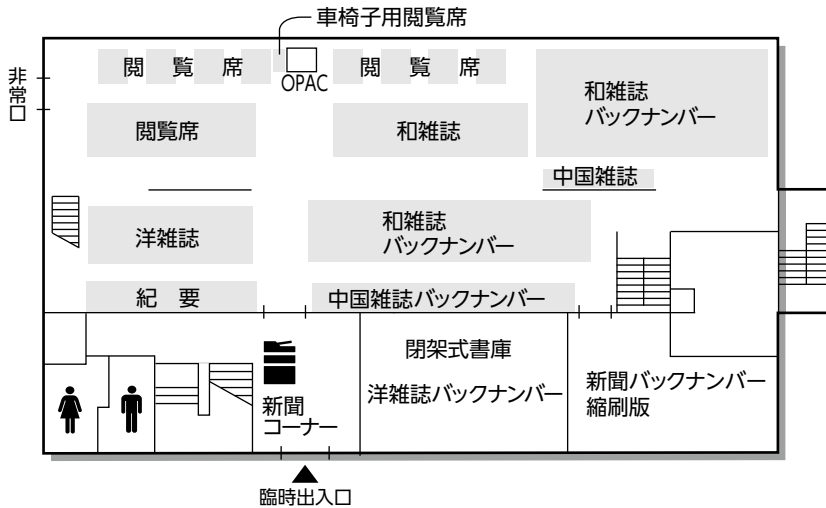 車椅子用閲覧席
閲覧席
OPAC
閲覧席
和雑誌
バックナンバー
非常口
閲覧席
和雑誌
中国雑誌
洋雑誌
和雑誌
バックナンバー
紀要
中国雑誌バックナンバー
閉架式書庫
洋雑誌バックナンバー
新聞バックナンバー
縮刷版
新聞
コーナー
臨時出入口